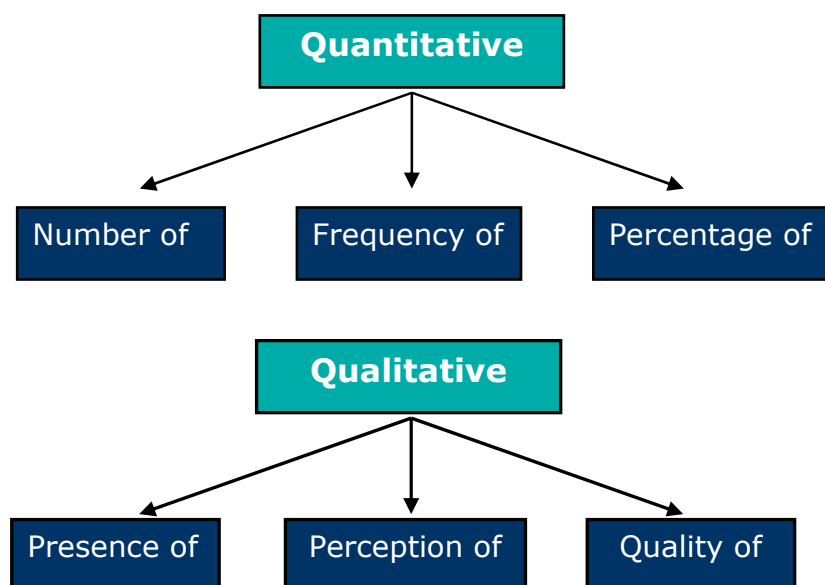 Quantitative
Number of
Frequency of
Percentage of
Qualitative
Presence of
Perception of
Quality of